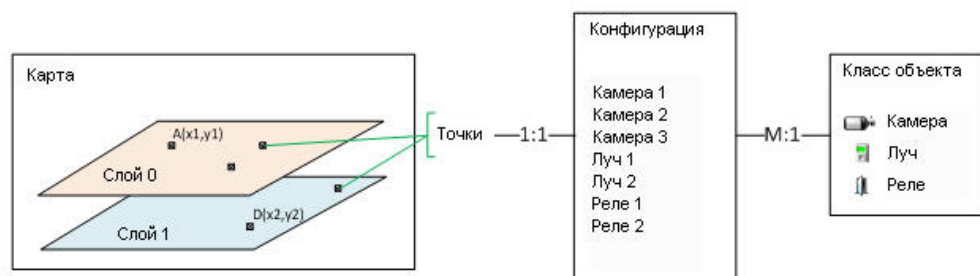 Карта
A(x1,y1)
Слой 0
D(x2,y2)
Слой 1
Точки
1:1
Конфигурация
Камера 1
Камера 2
Камера 3
Луч 1
Луч 2
Реле 1
Реле 2
M:1
Класс объекта
Камера
Луч
Реле